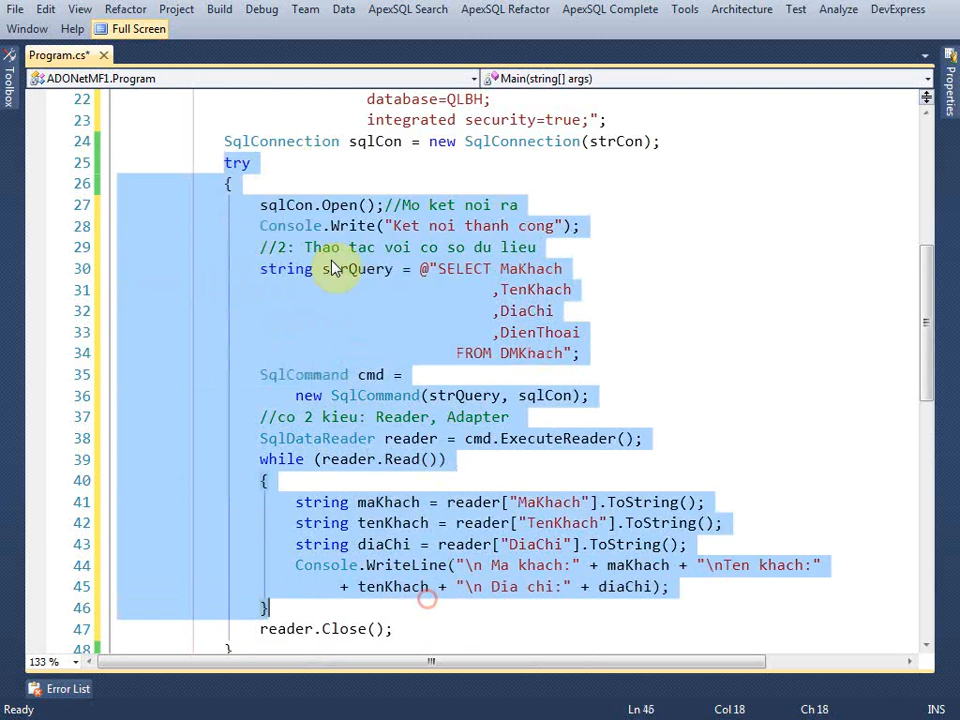 File Edit View Refactor Project Build Debug Team Data ApexSQL Search ApexSQL Refactor ApexSQL Complete Tools Architecture Test Analyze DevExpress
Window Help Full Screen
Program.cs*
Toolbox
Properties
ADONetMF1.Program
Main(string[] args)
22 database=QLBH;
23 integrated security=true;";
24 SqlConnection sqlCon = new SqlConnection(strCon);
25 try
26 {
27 sqlCon.Open();//Mo ket noi ra
28 Console.Write("Ket noi thanh cong");
29 //2: Thao tac voi co so du lieu
30 string strQuery = @"SELECT MaKhach
31 ,TenKhach
32 ,DiaChi
33 ,DienThoai
34 FROM DMKhach";
35 SqlCommand cmd =
36 new SqlCommand(strQuery, sqlCon);
37 //co 2 kieu: Reader, Adapter
38 SqlDataReader reader = cmd.ExecuteReader();
39 while (reader.Read())
40 {
41 string maKhach = reader["MaKhach"].ToString();
42 string tenKhach = reader["TenKhach"].ToString();
43 string diaChi = reader["DiaChi"].ToString();
44 Console.WriteLine("\n Ma khach:" + maKhach + "\nTen khach:"
45 + tenKhach + "\n Dia chi:" + diaChi);
46 }
47 reader.Close();
48 }
133 %
Error List
Ready Ln 46 Col 18 Ch 18 INS